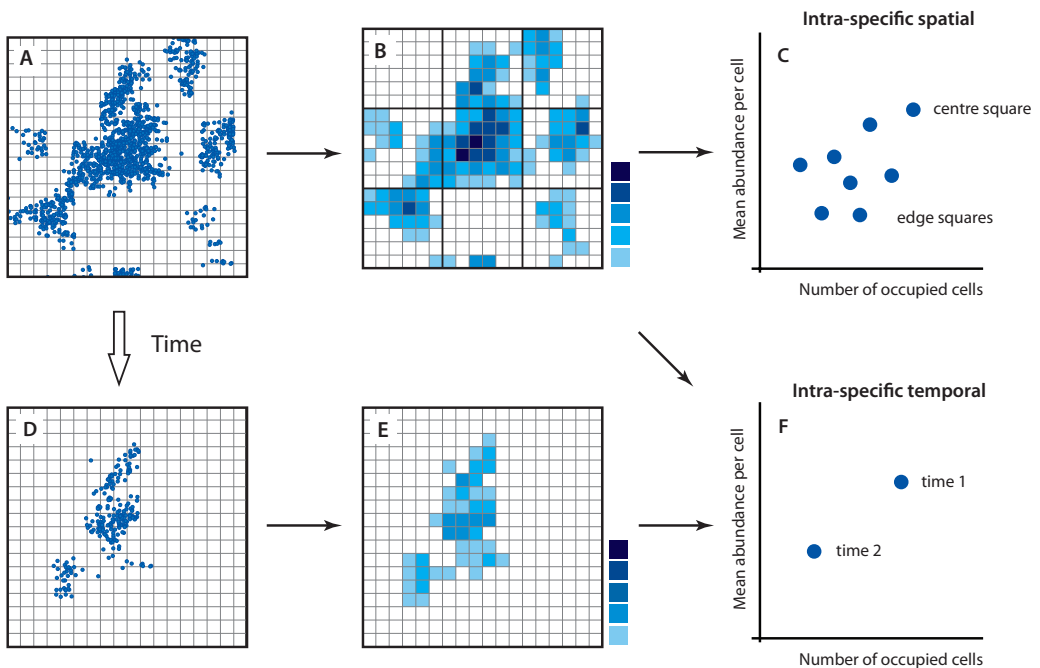 Intra-specific spatial
A
B
C
Mean abundance per cell
centre square
edge squares
Number of occupied cells
Time
Intra-specific temporal
D
E
F
Mean abundance per cell
time 1
time 2
Number of occupied cells